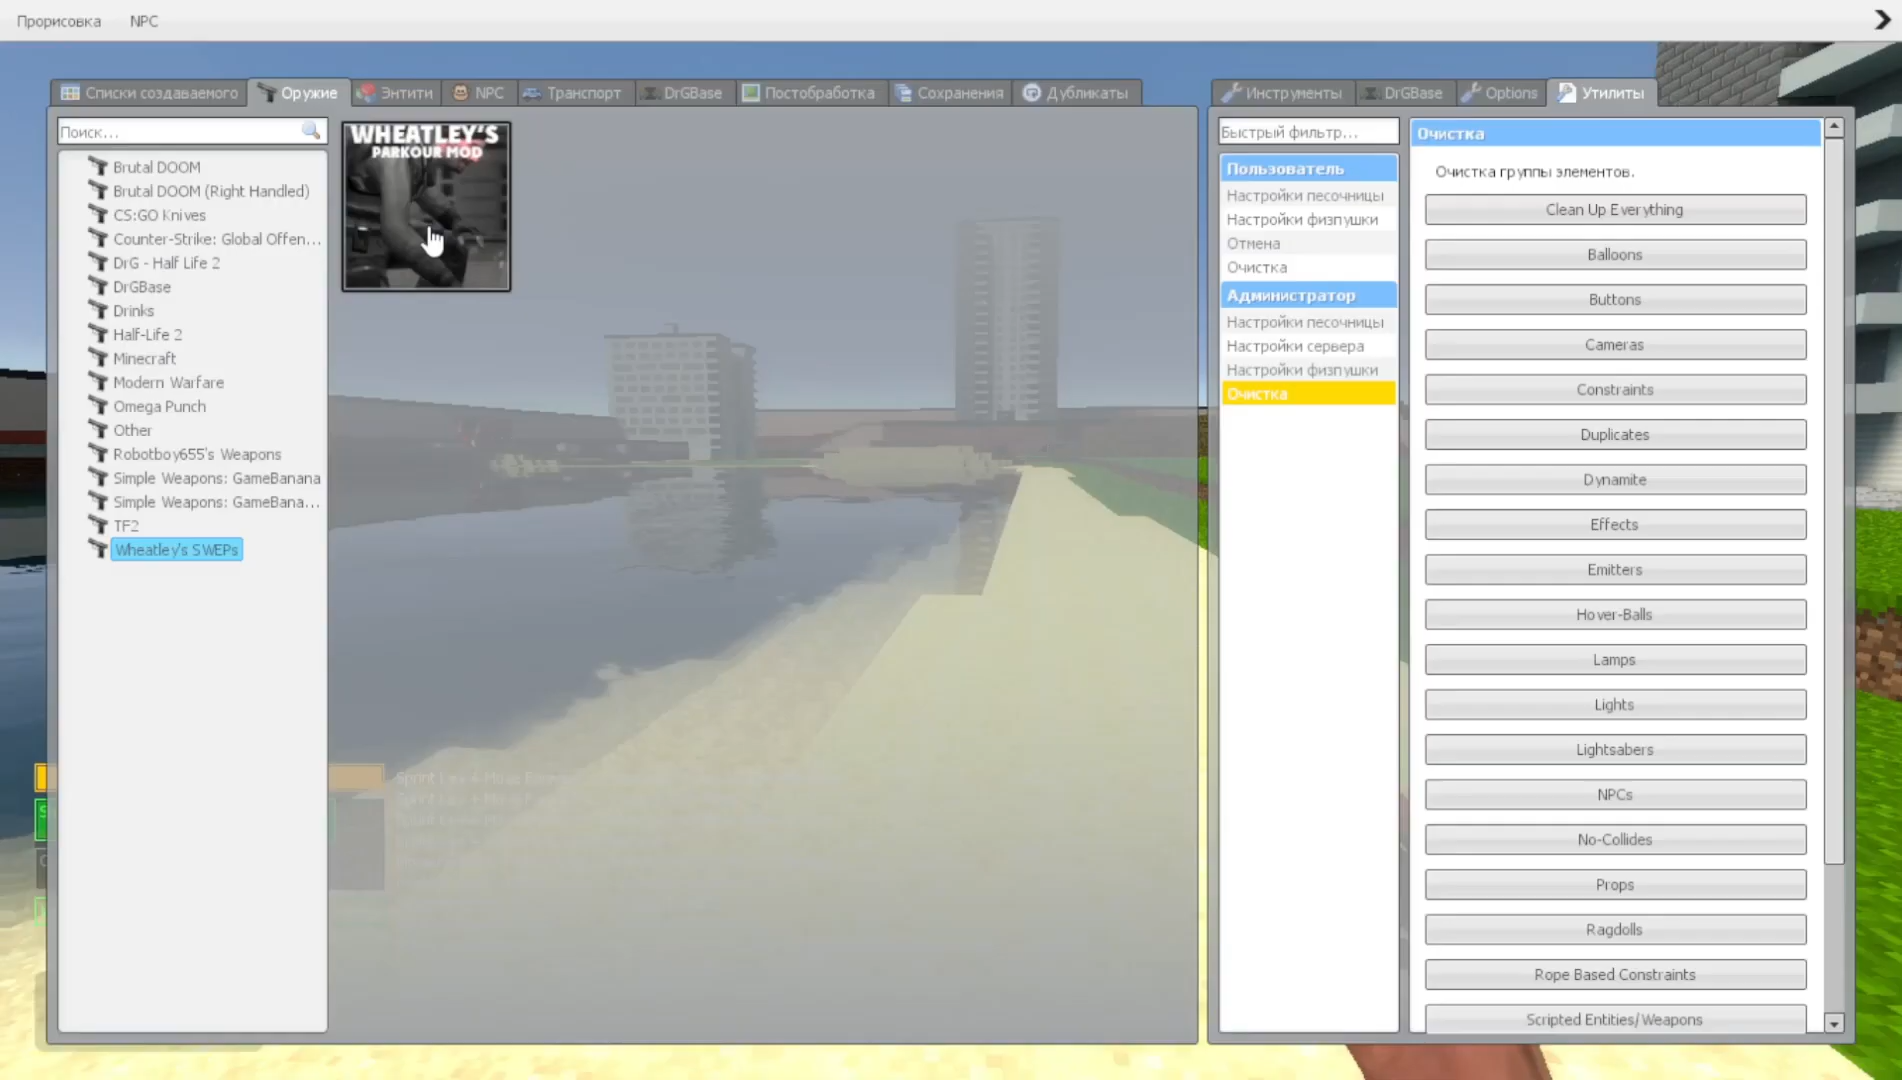 Прорисовка NPC
Списки создаваемого Оружие Энтити NPC Транспорт DrGBase Постобработка Сохранения Дубликаты
Поиск...
Brutal DOOM
Brutal DOOM (Right Handled)
CS:GO Knives
Counter-Strike: Global Offen...
DrG - Half Life 2
DrGBase
Drinks
Half-Life 2
Minecraft
Modern Warfare
Omega Punch
Other
Robotboy655's Weapons
Simple Weapons: GameBanana
Simple Weapons: GameBana...
TF2
Wheatley's SWEPs
WHEATLEY'S
PARKOUR MOD
Инструменты DrGBase Options Утилиты
Быстрый фильтр...
Пользователь
Настройки песочницы
Настройки физпушки
Отмена
Очистка
Администратор
Настройки песочницы
Настройки сервера
Настройки физпушки
Очистка
Очистка
Очистка группы элементов.
Clean Up Everything
Balloons
Buttons
Cameras
Constraints
Duplicates
Dynamite
Effects
Emitters
Hover-Balls
Lamps
Lights
Lightsabers
NPCs
No-Collides
Props
Ragdolls
Rope Based Constraints
Scripted Entities/Weapons